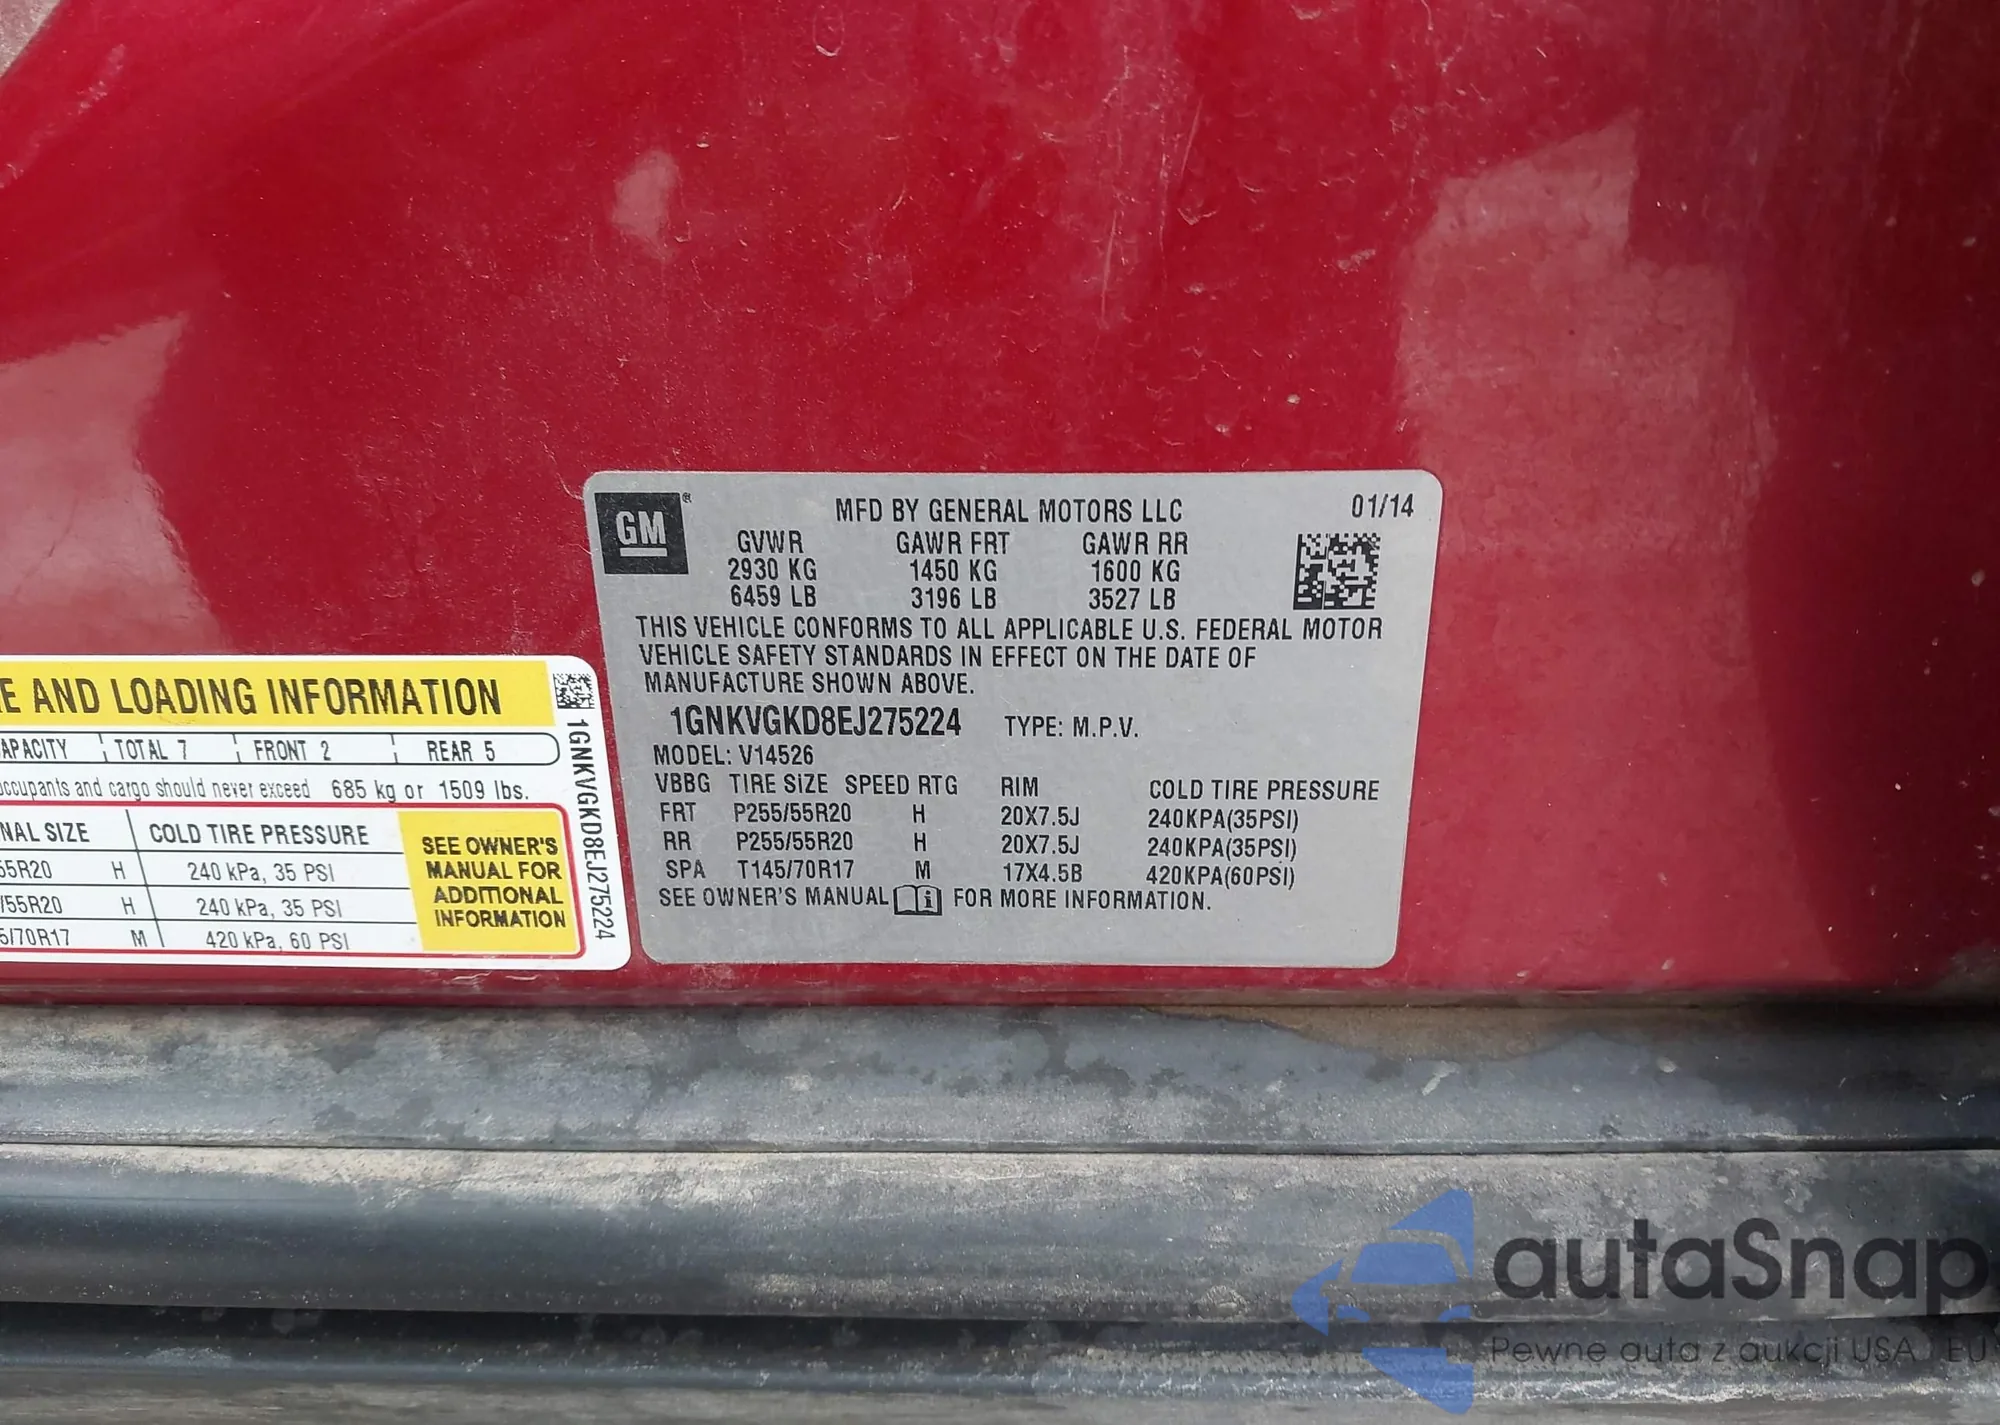 GM®
MFD BY GENERAL MOTORS LLC 01/14
GVWR GAWR FRT GAWR RR
2930 KG 1450 KG 1600 KG
6459 LB 3196 LB 3527 LB
THIS VEHICLE CONFORMS TO ALL APPLICABLE U.S. FEDERAL MOTOR
VEHICLE SAFETY STANDARDS IN EFFECT ON THE DATE OF
MANUFACTURE SHOWN ABOVE.
1GNKVGKD8EJ275224 TYPE: M.P.V.
MODEL: V14526
VBBG TIRE SIZE SPEED RTG RIM COLD TIRE PRESSURE
FRT P255/55R20 H 20X7.5J 240KPA(35PSI)
RR P255/55R20 H 20X7.5J 240KPA(35PSI)
SPA T145/70R17 M 17X4.5B 420KPA(60PSI)
SEE OWNER'S MANUAL i FOR MORE INFORMATION.
E AND LOADING INFORMATION
APACITY TOTAL 7 FRONT 2 REAR 5
occupants and cargo should never exceed 685 kg or 1509 lbs.
NAL SIZE COLD TIRE PRESSURE
55R20 H 240 kPa, 35 PSI
/55R20 H 240 kPa, 35 PSI
5/70R17 M 420 kPa, 60 PSI
SEE OWNER'S
MANUAL FOR
ADDITIONAL
INFORMATION
1GNKVGKD8EJ275224
autaSnap
Pewne auta z aukcji USA i EU